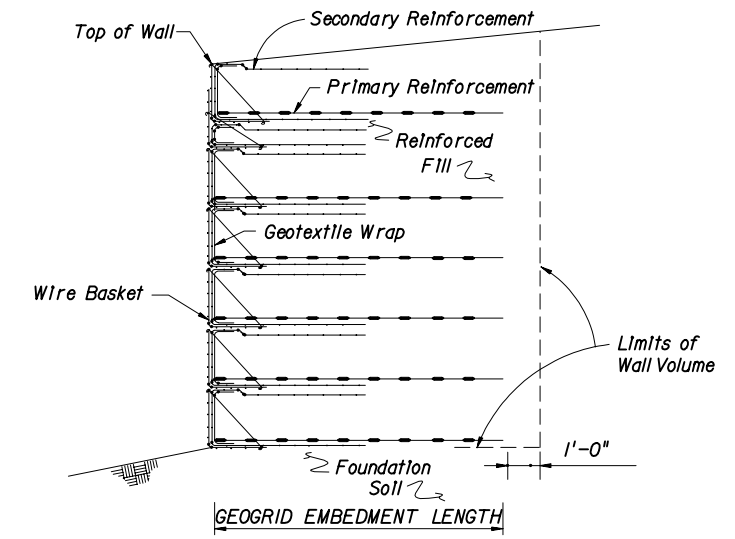 Secondary Reinforcement
Top of Wall
Primary Reinforcement
Reinforced
Fill
Geotextile Wrap
Wire Basket
Limits of
Wall Volume
1'-0"
Foundation
Soil
GEOGRID EMBEDMENT LENGTH